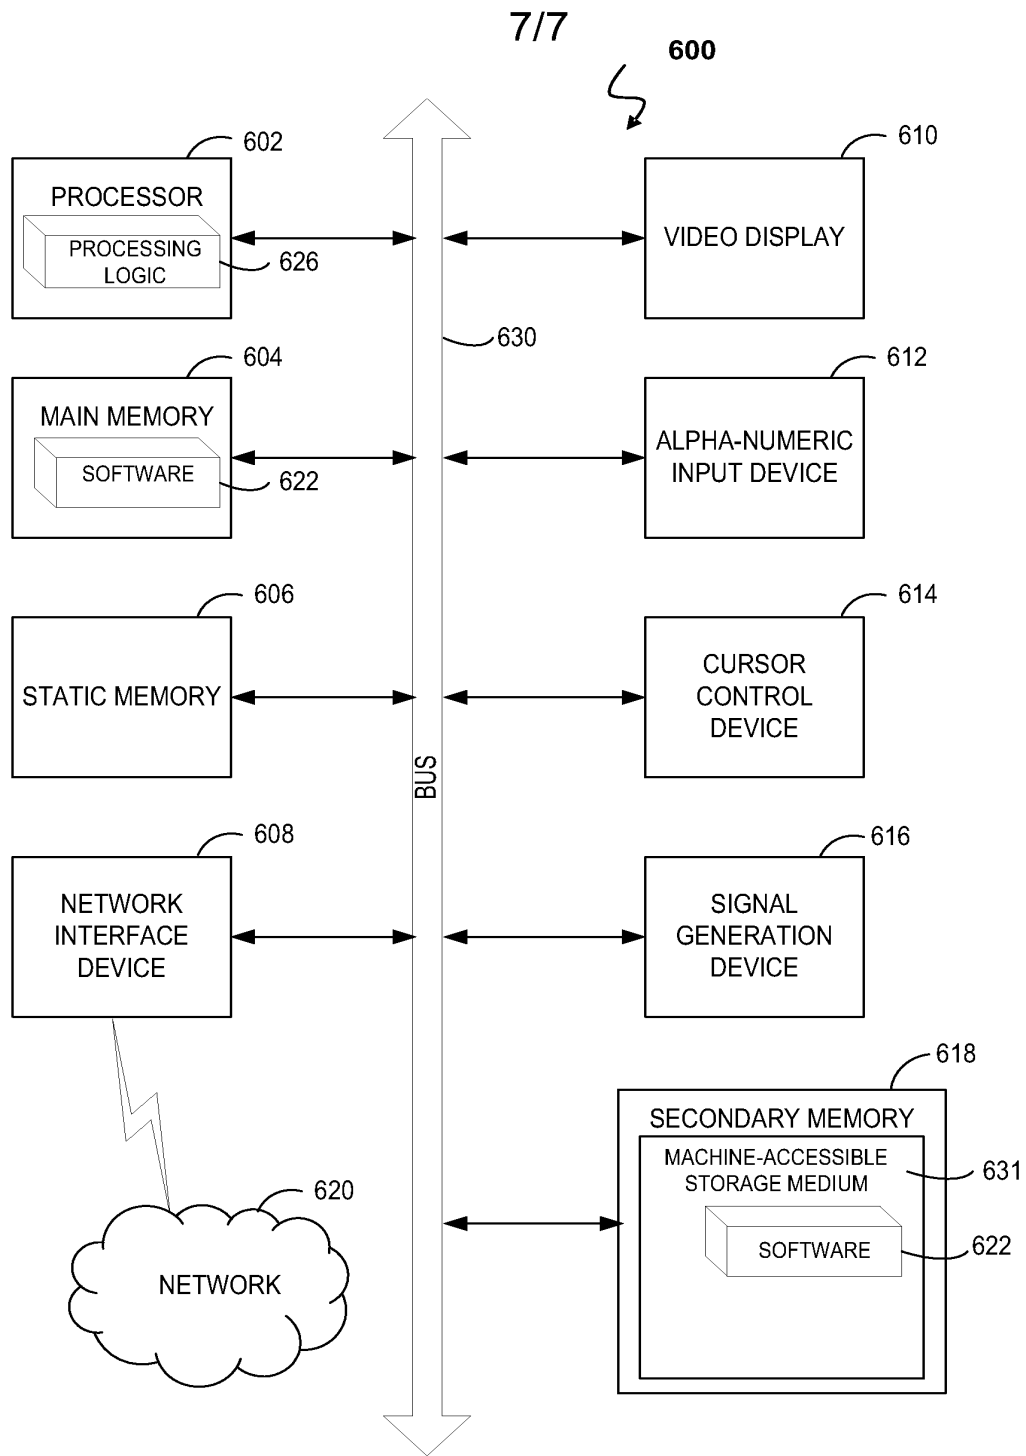 7/7
600
602
PROCESSOR
PROCESSING
LOGIC
626
610
VIDEO DISPLAY
630
604
MAIN MEMORY
SOFTWARE
622
612
ALPHA-NUMERIC
INPUT DEVICE
606
STATIC MEMORY
614
CURSOR
CONTROL
DEVICE
BUS
608
NETWORK
INTERFACE
DEVICE
616
SIGNAL
GENERATION
DEVICE
618
SECONDARY MEMORY
MACHINE-ACCESSIBLE
STORAGE MEDIUM
631
SOFTWARE
622
620
NETWORK